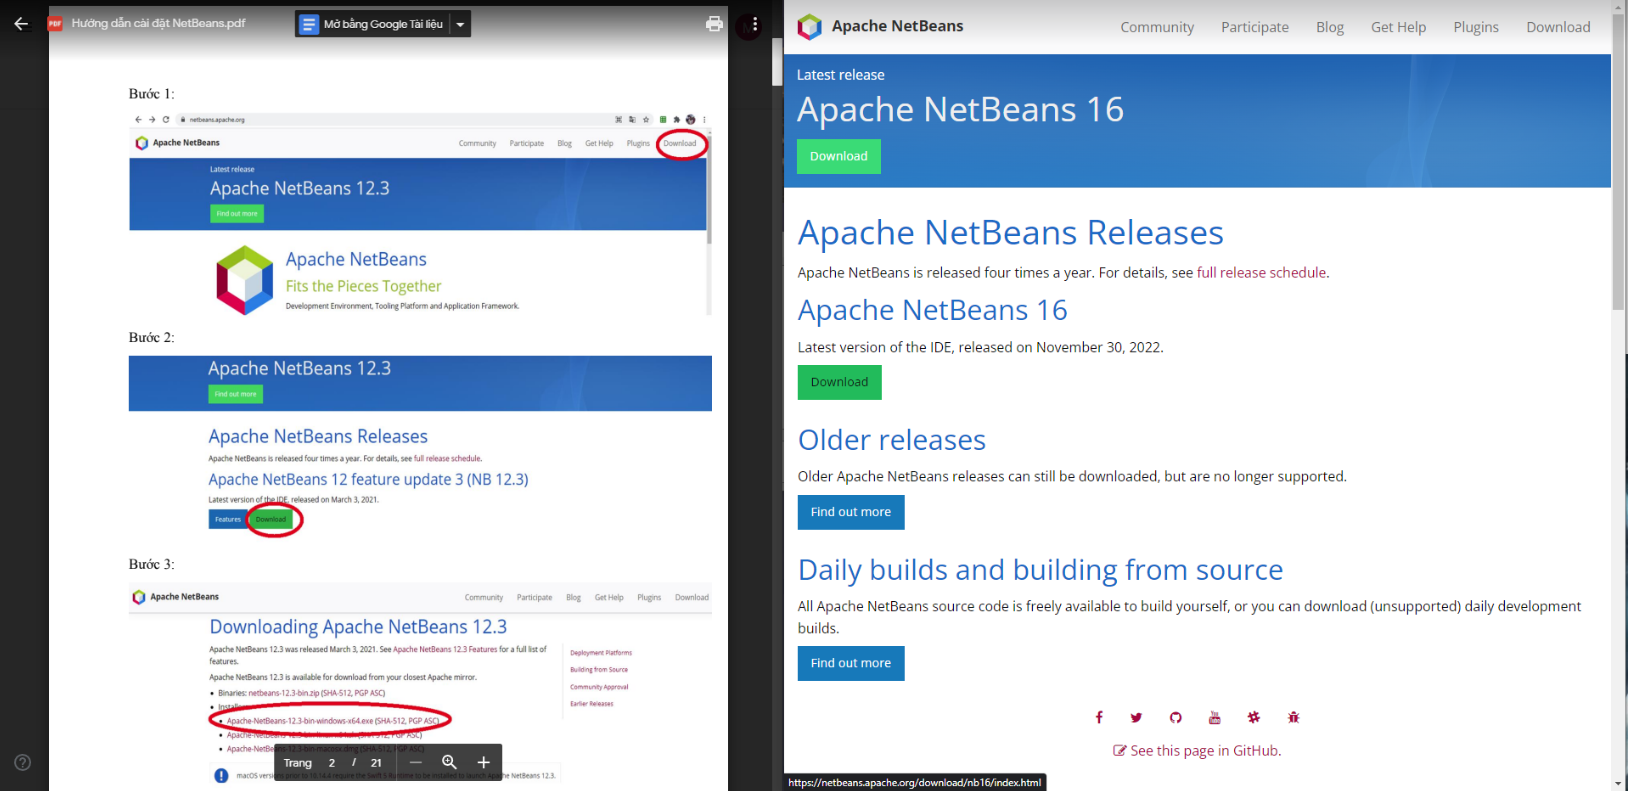 Hướng dẫn cài đặt NetBeans.pdf
Mở bằng Google Tài liệu
Bước 1:
netbeans.apache.org
Apache NetBeans
Community Participate Blog Get Help Plugins Download
Latest release
Apache NetBeans 12.3
Find out more
Apache NetBeans
Fits the Pieces Together
Development Environment, Tooling Platform and Application Framework.
Bước 2:
Apache NetBeans 12.3
Find out more
Apache NetBeans Releases
Apache NetBeans is released four times a year. For details, see full release schedule.
Apache NetBeans 12 feature update 3 (NB 12.3)
Latest version of the IDE, released on March 3, 2021.
Features Download
Bước 3:
Apache NetBeans
Community Participate Blog Get Help Plugins Download
Downloading Apache NetBeans 12.3
Apache NetBeans 12.3 was released March 3, 2021. See Apache NetBeans 12.3 Features for a full list of
features.
Apache NetBeans 12.3 is available for download from your closest Apache mirror.
Binaries: netbeans-12.3-bin.zip (SHA-512, PGP ASC)
Apache-NetBeans-12.3-bin-windows-x64.exe (SHA-512, PGP ASC)
Deployment Platforms
Building from Source
Community Approval
Earlier Releases
Trang 2 / 21
Apache NetBeans
Community Participate Blog Get Help Plugins Download
Latest release
Apache NetBeans 16
Download
Apache NetBeans Releases
Apache NetBeans is released four times a year. For details, see full release schedule.
Apache NetBeans 16
Latest version of the IDE, released on November 30, 2022.
Download
Older releases
Older Apache NetBeans releases can still be downloaded, but are no longer supported.
Find out more
Daily builds and building from source
All Apache NetBeans source code is freely available to build yourself, or you can download (unsupported) daily development
builds.
Find out more
See this page in GitHub.
https://netbeans.apache.org/download/nb16/index.html